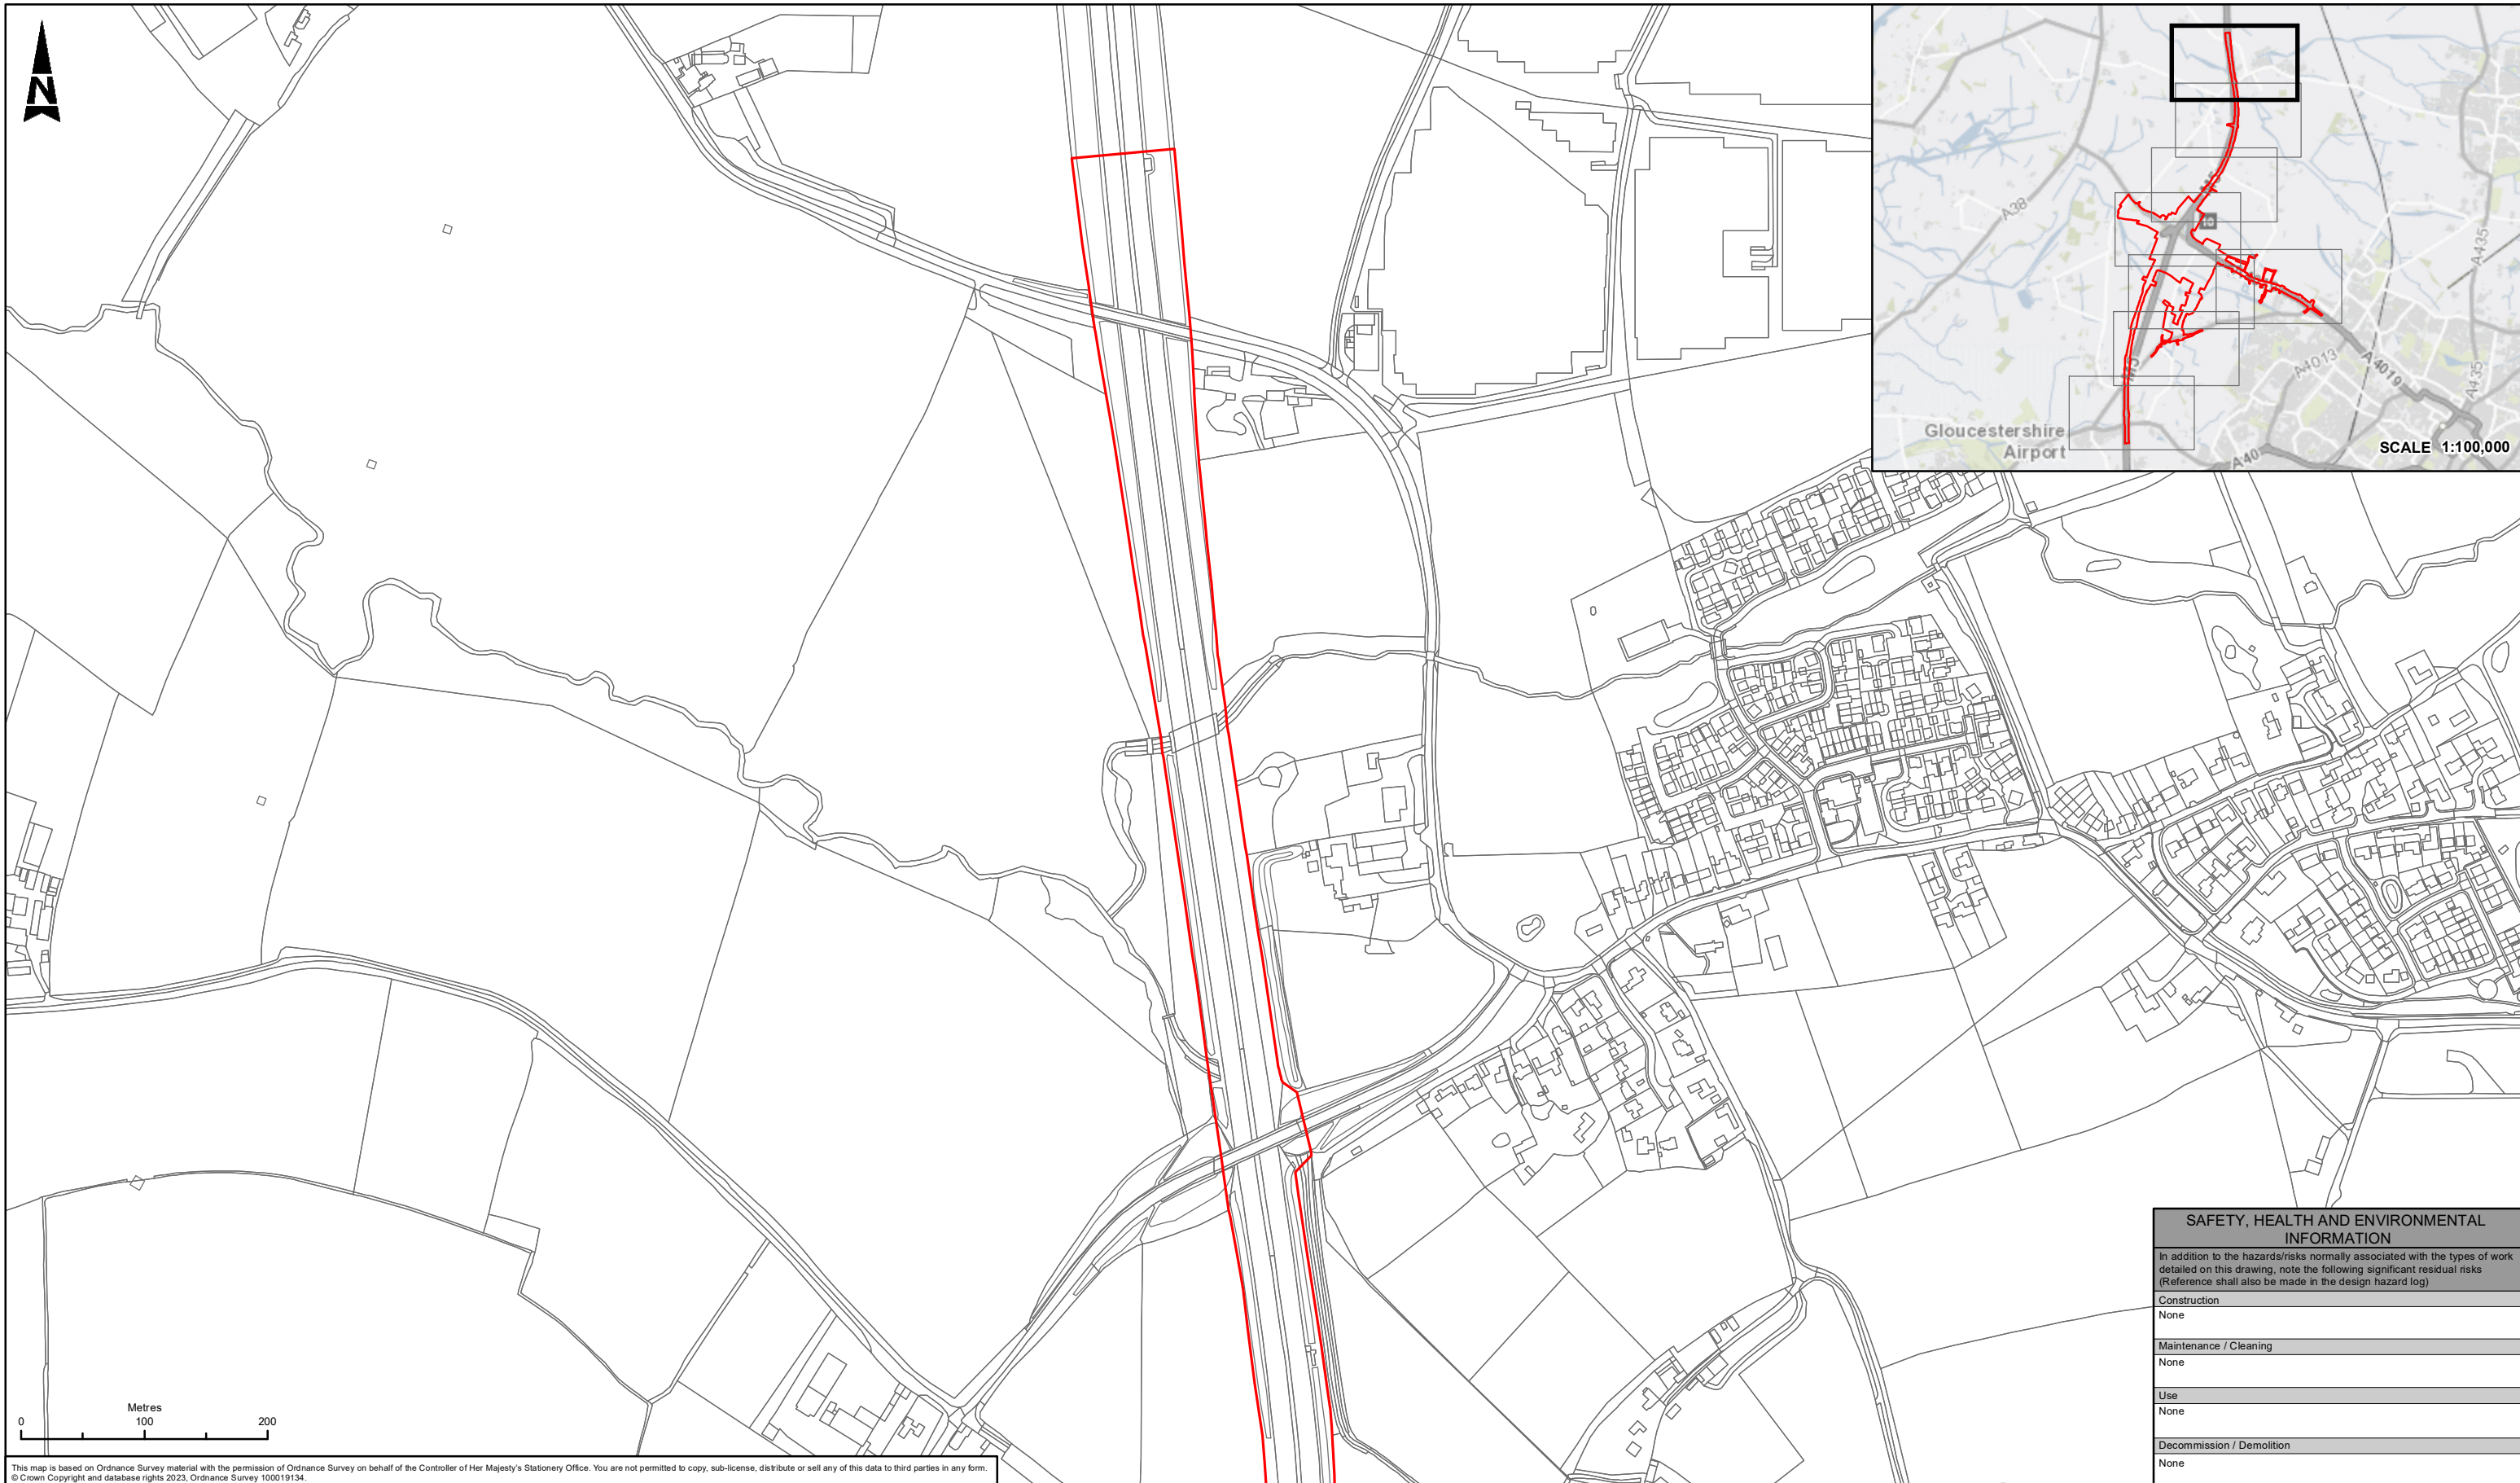 N
A38
M5
10
A435
A435
A4013
A4019
M5
Gloucestershire
Airport
A40
SCALE 1:100,000
SAFETY, HEALTH AND ENVIRONMENTAL
INFORMATION
In addition to the hazards/risks normally associated with the types of work
detailed on this drawing, note the following significant residual risks
(Reference shall also be made in the design hazard log)
Construction
None
Maintenance / Cleaning
None
Use
None
Decommission / Demolition
None
Metres
0 100 200
This map is based on Ordnance Survey material with the permission of Ordnance Survey on behalf of the Controller of Her Majesty's Stationery Office. You are not permitted to copy, sub-license, distribute or sell any of this data to third parties in any form.
© Crown Copyright and database rights 2023, Ordnance Survey 100019134.